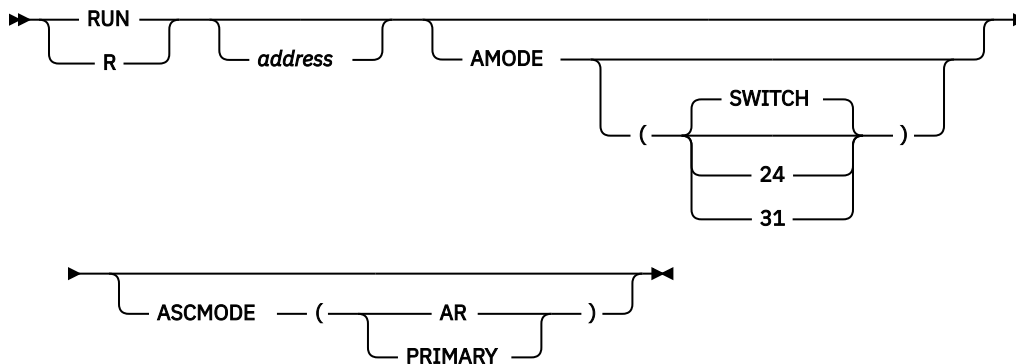 RUN
R
address
AMODE
( SWITCH )
24
31
ASCMODE ( AR )
PRIMARY